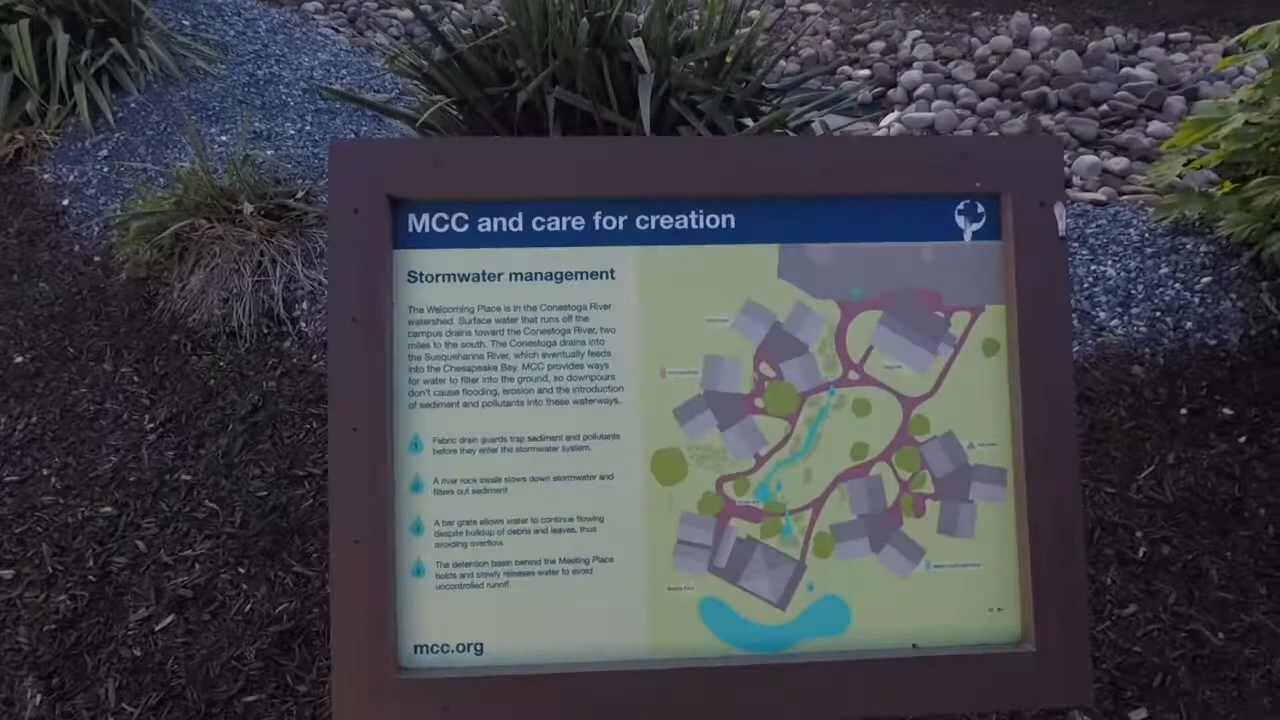 MCC and care for creation
Stormwater management
The Welcoming Place is in the Conestoga River
watershed. Surface water that runs off the
campus drains toward the Conestoga River, two
miles to the south. The Conestoga drains into
the Susquehanna River, which eventually feeds
into the Chesapeake Bay. MCC provides ways
for water to filter into the ground, so downpours
don't cause flooding, erosion and the introduction
of sediment and pollutants into these waterways.
Fabric drain guards trap sediment and pollutants
before they enter the stormwater system.
A river rock swale slows down stormwater and
filters out sediment.
A bar grate allows water to continue flowing
despite buildup of debris and leaves, thus
avoiding overflow.
The detention basin behind the Meeting Place
holds and slowly releases water to avoid
uncontrolled runoff.
Meeting Place
mcc.org